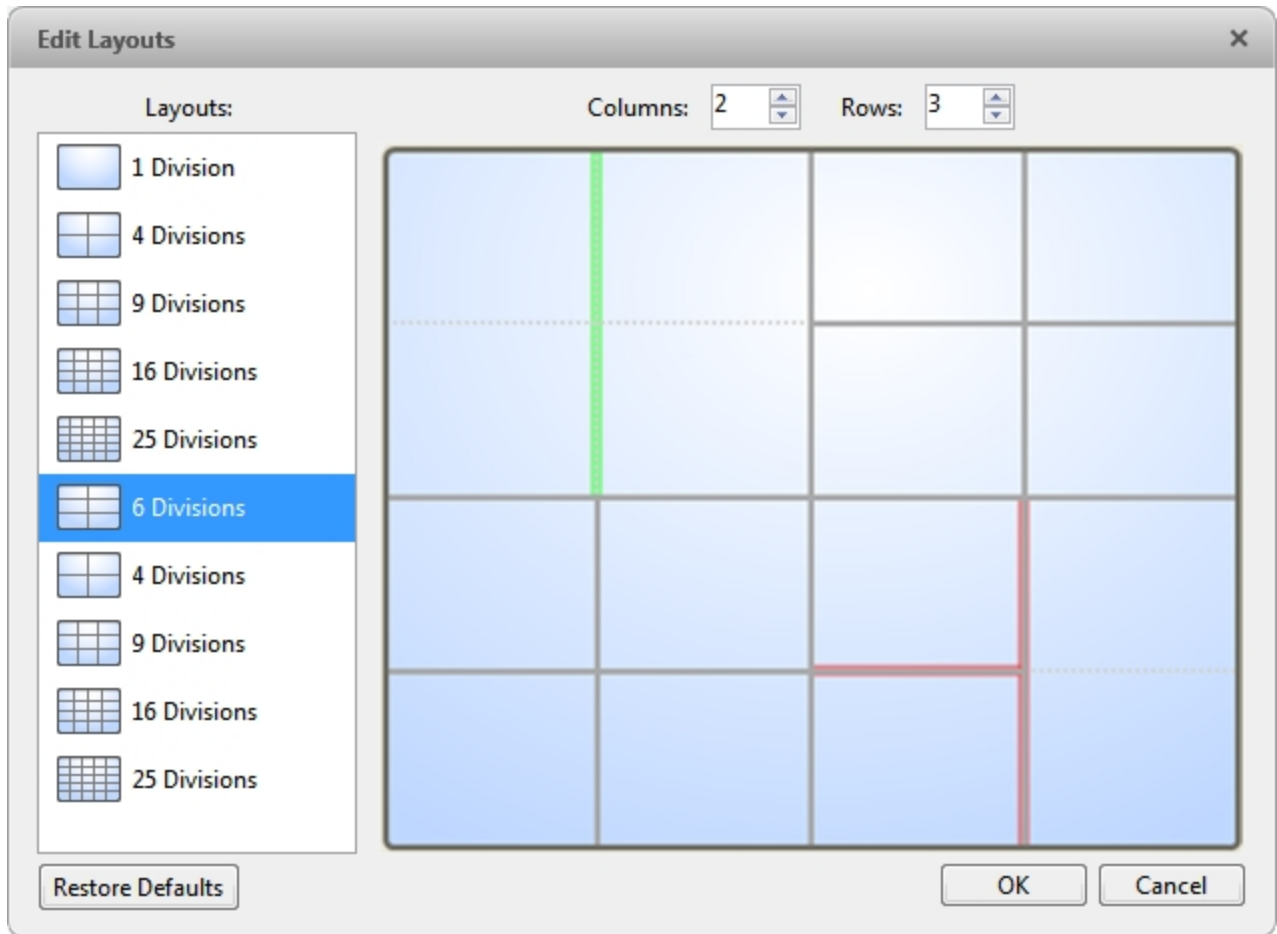 Edit Layouts
Layouts:
Columns: 2 Rows: 3
1 Division
4 Divisions
9 Divisions
16 Divisions
25 Divisions
6 Divisions
4 Divisions
9 Divisions
16 Divisions
25 Divisions
Restore Defaults
OK
Cancel